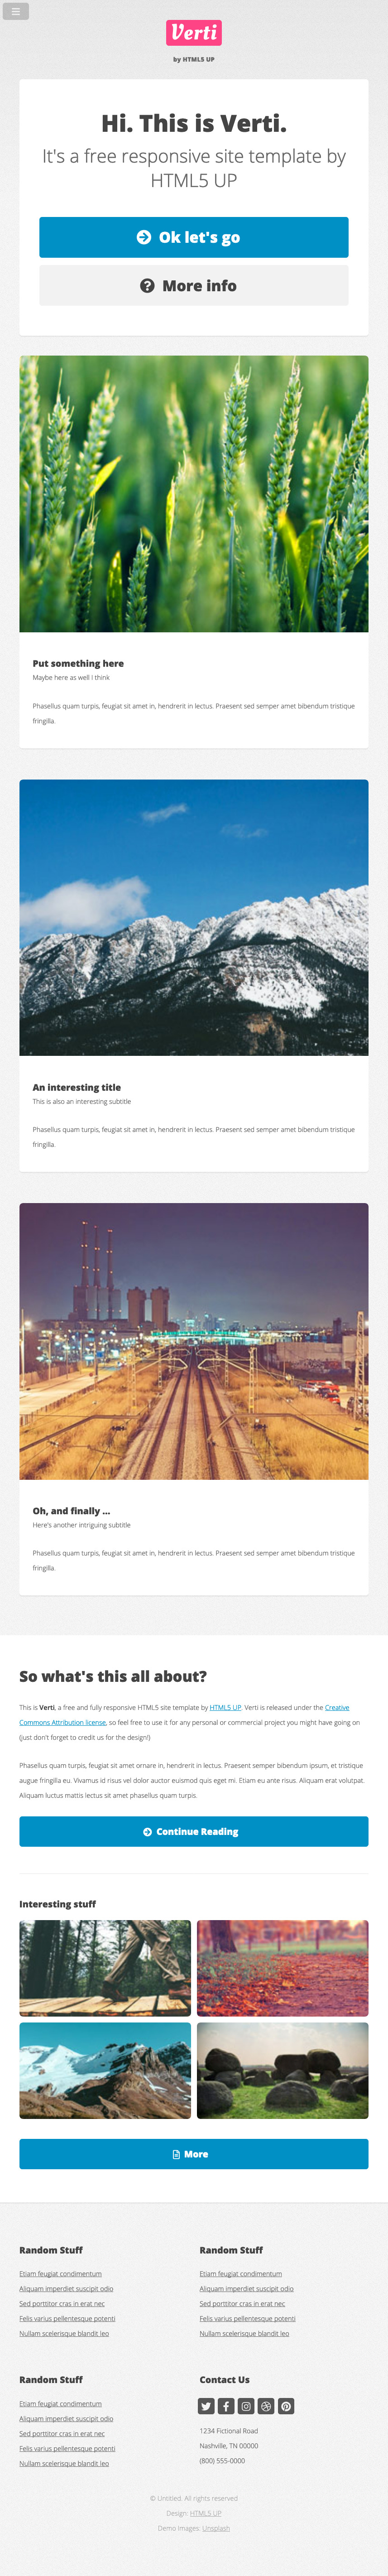 Verti
by HTML5 UP
Hi. This is Verti.
It's a free responsive site template by
HTML5 UP
Ok let's go
More info
Put something here
Maybe here as well I think
Phasellus quam turpis, feugiat sit amet in, hendrerit in lectus. Praesent sed semper amet bibendum tristique
fringilla.
An interesting title
This is also an interesting subtitle
Phasellus quam turpis, feugiat sit amet in, hendrerit in lectus. Praesent sed semper amet bibendum tristique
fringilla.
Oh, and finally ...
Here's another intriguing subtitle
Phasellus quam turpis, feugiat sit amet in, hendrerit in lectus. Praesent sed semper amet bibendum tristique
fringilla.
So what's this all about?
This is Verti, a free and fully responsive HTML5 site template by HTML5 UP. Verti is released under the Creative
Commons Attribution license, so feel free to use it for any personal or commercial project you might have going on
(just don't forget to credit us for the design!)
Phasellus quam turpis, feugiat sit amet ornare in, hendrerit in lectus. Praesent semper bibendum ipsum, et tristique
augue fringilla eu. Vivamus id risus vel dolor auctor euismod quis eget mi. Etiam eu ante risus. Aliquam erat volutpat.
Aliquam luctus mattis lectus sit amet phasellus quam turpis.
Continue Reading
Interesting stuff
More
Random Stuff
Etiam feugiat condimentum
Aliquam imperdiet suscipit odio
Sed porttitor cras in erat nec
Felis varius pellentesque potenti
Nullam scelerisque blandit leo
Random Stuff
Etiam feugiat condimentum
Aliquam imperdiet suscipit odio
Sed porttitor cras in erat nec
Felis varius pellentesque potenti
Nullam scelerisque blandit leo
Random Stuff
Etiam feugiat condimentum
Aliquam imperdiet suscipit odio
Sed porttitor cras in erat nec
Felis varius pellentesque potenti
Nullam scelerisque blandit leo
Contact Us
1234 Fictional Road
Nashville, TN 00000
(800) 555-0000
© Untitled. All rights reserved
Design: HTML5 UP
Demo Images: Unsplash